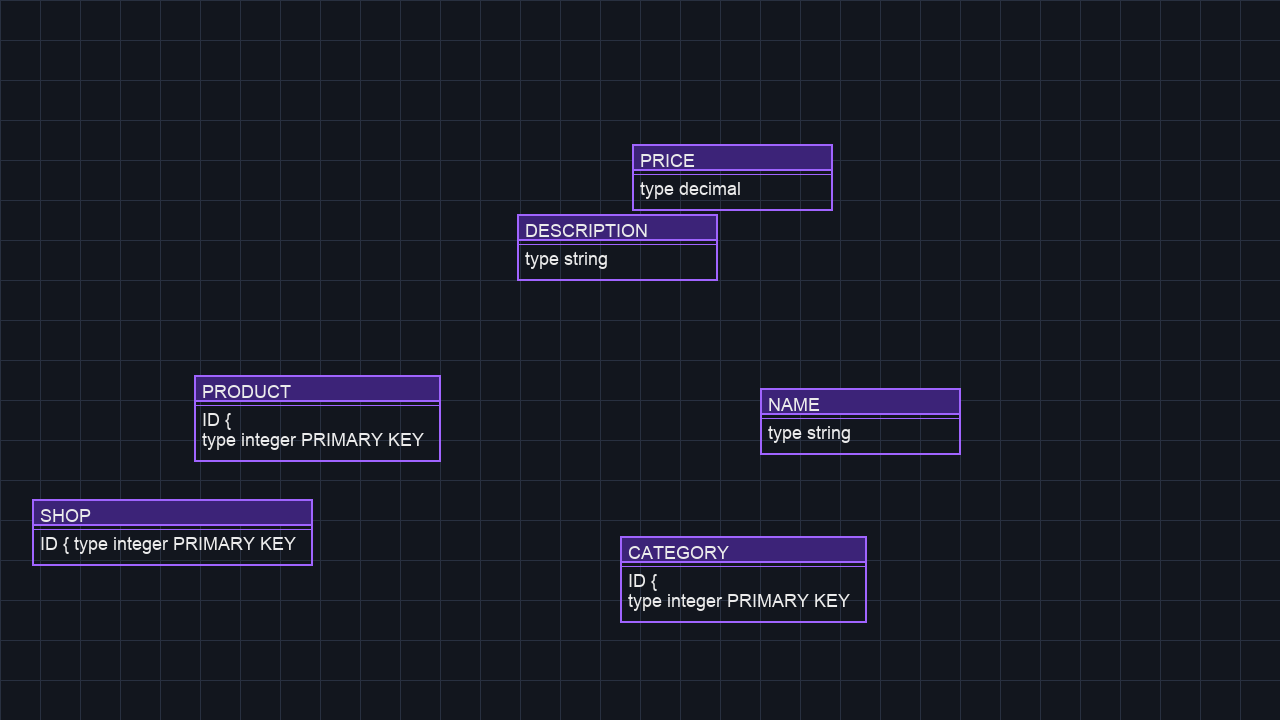 PRICE
type decimal
DESCRIPTION
type string
PRODUCT
ID {
type integer PRIMARY KEY
NAME
type string
SHOP
ID { type integer PRIMARY KEY
CATEGORY
ID {
type integer PRIMARY KEY